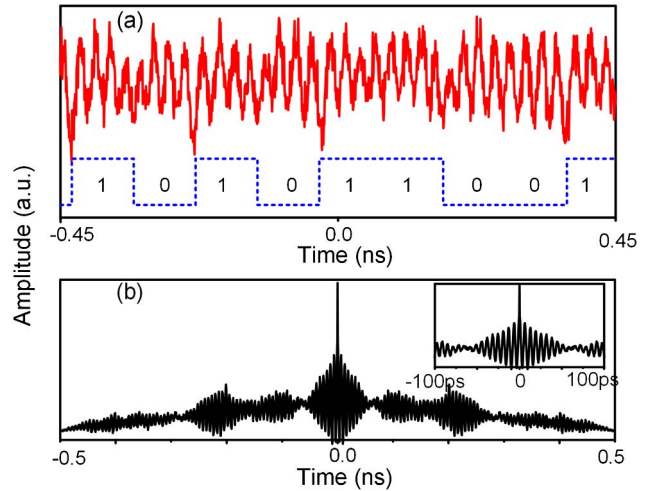 (a)
1 0 1 0 1 1 0 0 1
-0.45 0.0 0.45
Time (ns)
Amplitude (a.u.)
(b)
-100ps 0 100ps
-0.5 0.0 0.5
Time (ns)